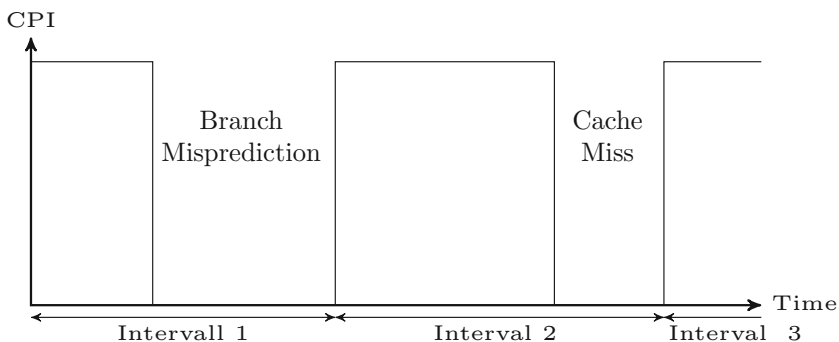 CPI
Branch
Misprediction
Cache
Miss
Time
Intervall 1
Interval 2
Interval 3